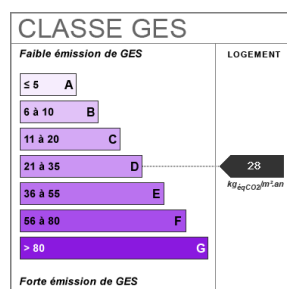 CLASSE GES
Faible émission de GES
LOGEMENT
≤ 5 A
6 à 10 B
11 à 20 C
21 à 35 D
28
kgéqCO2/m².an
36 à 55 E
56 à 80 F
> 80 G
Forte émission de GES